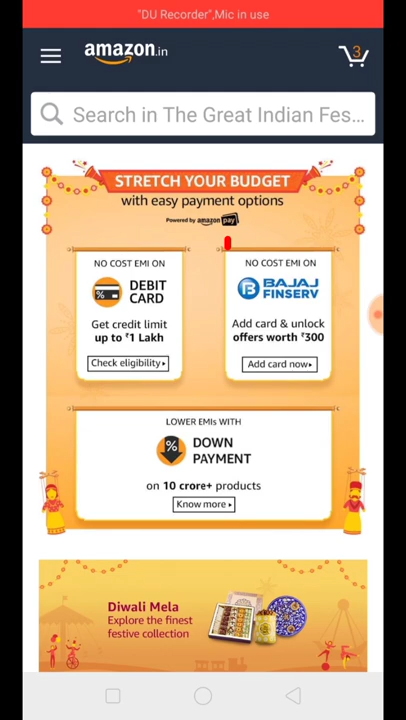 "DU Recorder",Mic in use
amazon.in
3
Search in The Great Indian Fes...
STRETCH YOUR BUDGET
with easy payment options
Powered by amazon pay
NO COST EMI ON
DEBIT
CARD
Get credit limit
up to ₹1 Lakh
Check eligibility▸
NO COST EMI ON
B BAJAJ
FINSERV
Add card & unlock
offers worth ₹300
Add card now▸
LOWER EMIs WITH
%
DOWN
PAYMENT
on 10 crore+ products
Know more▸
Diwali Mela
Explore the finest
festive collection